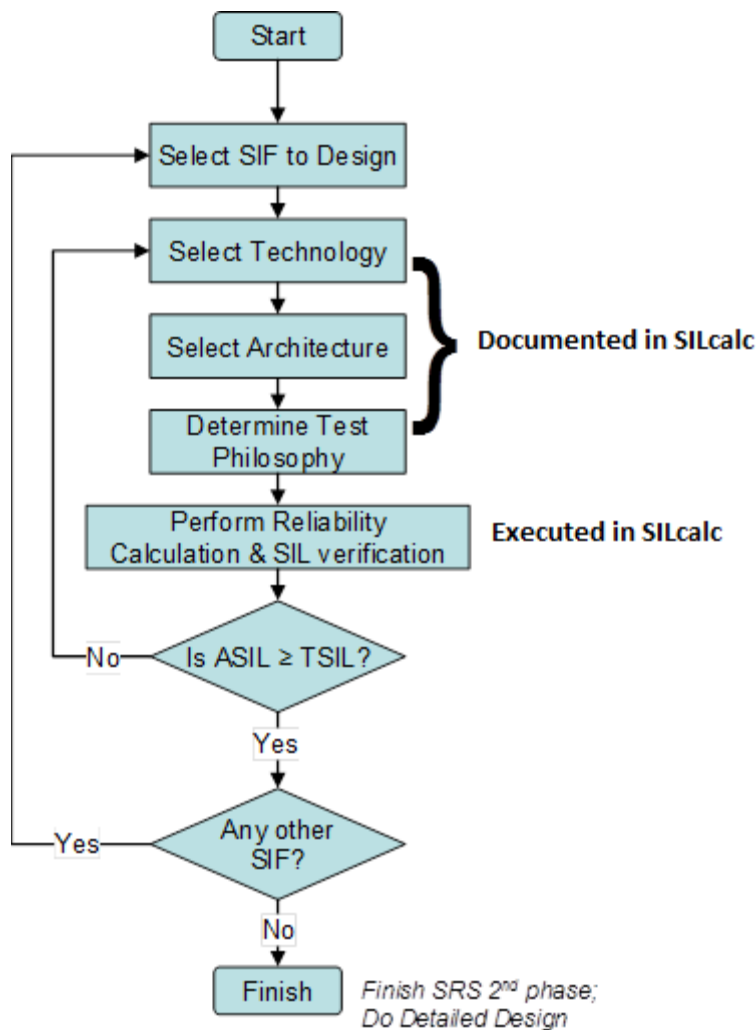 Start
Select SIF to Design
Select Technology
Select Architecture
Documented in SILcalc
Determine Test
Philosophy
Perform Reliability
Calculation & SIL verification
Executed in SILcalc
Is ASIL ≥ TSIL?
No
Yes
Any other
SIF?
Yes
No
Finish
Finish SRS 2nd phase;
Do Detailed Design